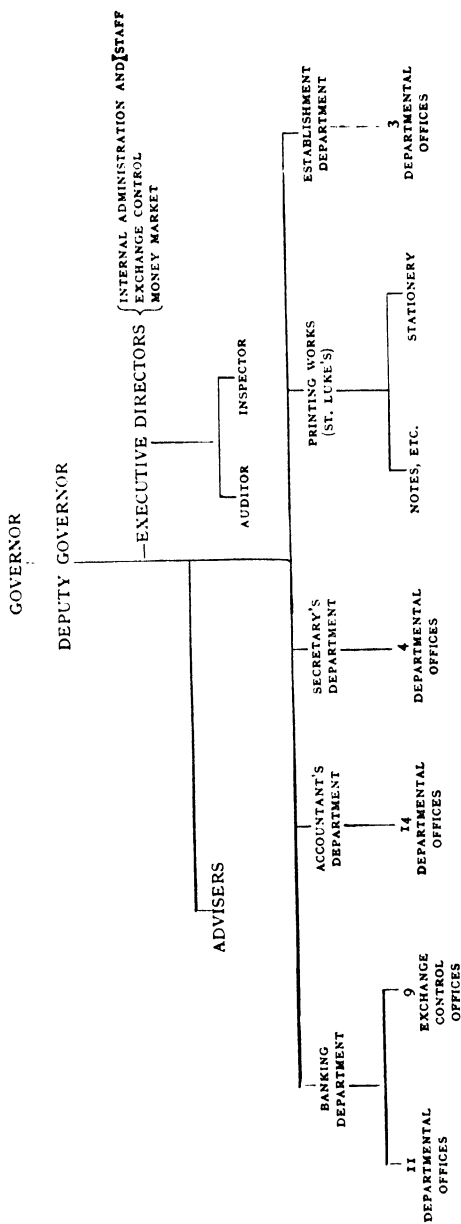 GOVERNOR
DEPUTY GOVERNOR
—EXECUTIVE DIRECTORS
INTERNAL ADMINISTRATION AND STAFF
EXCHANGE CONTROL
MONEY MARKET
AUDITOR
INSPECTOR
ADVISERS
BANKING
DEPARTMENT
ACCOUNTANT'S
DEPARTMENT
SECRETARY'S
DEPARTMENT
PRINTING WORKS
(ST. LUKE'S)
ESTABLISHMENT
DEPARTMENT
11
DEPARTMENTAL
OFFICES
9
EXCHANGE
CONTROL
OFFICES
14
DEPARTMENTAL
OFFICES
4
DEPARTMENTAL
OFFICES
NOTES, ETC.
STATIONERY
3
DEPARTMENTAL
OFFICES